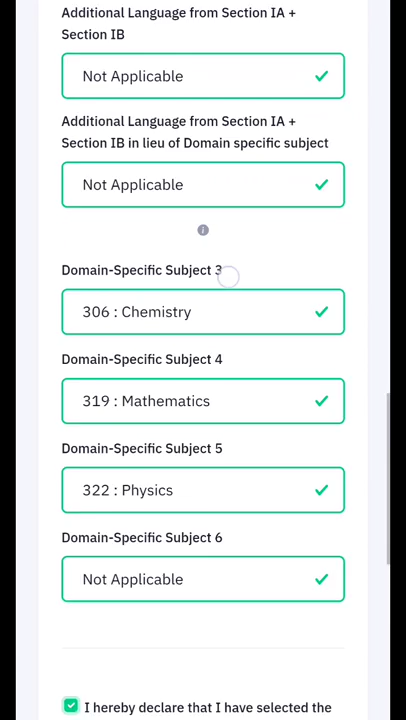 Additional Language from Section IA +
Section IB
Not Applicable
Additional Language from Section IA +
Section IB in lieu of Domain specific subject
Not Applicable
i
Domain-Specific Subject 3
306 : Chemistry
Domain-Specific Subject 4
319 : Mathematics
Domain-Specific Subject 5
322 : Physics
Domain-Specific Subject 6
Not Applicable
I hereby declare that I have selected the